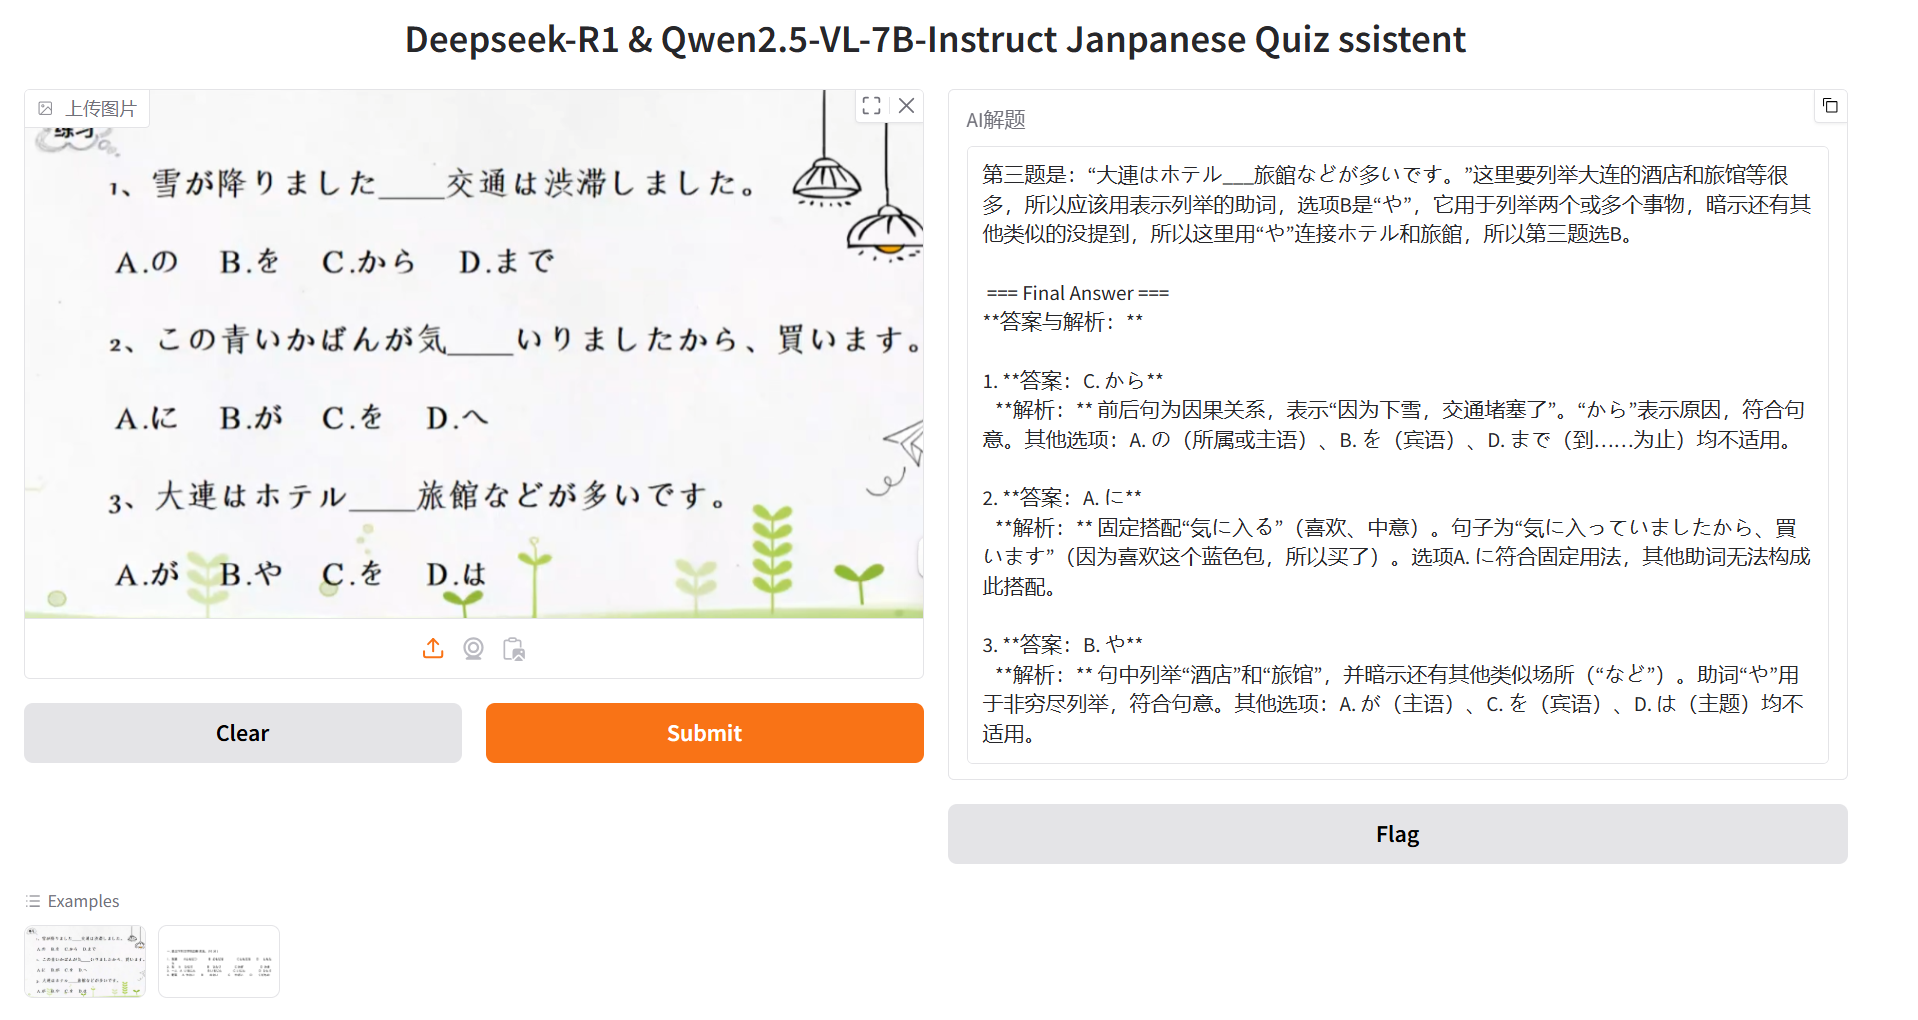 Deepseek-R1 & Qwen2.5-VL-7B-Instruct Janpanese Quiz ssistent
上传图片
练习
1、雪が降りました____交通は渋滞しました。
A.の B.を C.から D.まで
2、この青いかばんが気____いりましたから、買います。
A.に B.が C.を D.へ
3、大連はホテル____旅館などが多いです。
A.が B.や C.を D.は
Clear
Submit
AI解题
第三题是：“大連はホテル___旅館などが多いです。”这里要列举大连的酒店和旅馆等很
多，所以应该用表示列举的助词，选项B是“や”，它用于列举两个或多个事物，暗示还有其
他类似的没提到，所以这里用“や”连接ホテル和旅館，所以第三题选B。
=== Final Answer ===
**答案与解析：**
1. **答案：C. から**
**解析：** 前后句为因果关系，表示“因为下雪，交通堵塞了”。“から”表示原因，符合句
意。其他选项：A. の（所属或主语）、B. を（宾语）、D. まで（到……为止）均不适用。
2. **答案：A. に**
**解析：** 固定搭配“気に入る”（喜欢、中意）。句子为“気に入っていましたから、買
います”（因为喜欢这个蓝色包，所以买了）。选项A. に符合固定用法，其他助词无法构成
此搭配。
3. **答案：B. や**
**解析：** 句中列举“酒店”和“旅馆”，并暗示还有其他类似场所（“など”）。助词“や”用
于非穷尽列举，符合句意。其他选项：A. が（主语）、C. を（宾语）、D. は（主题）均不
适用。
Flag
Examples